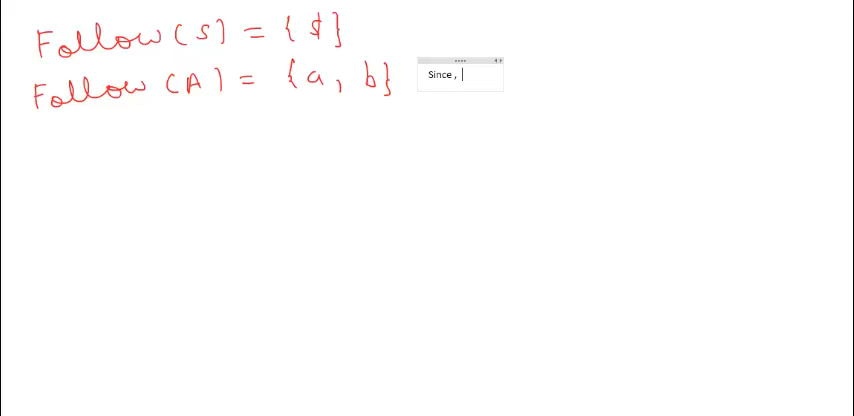 Follow(S) = {$}
Follow (A) = {a, b}
Since,